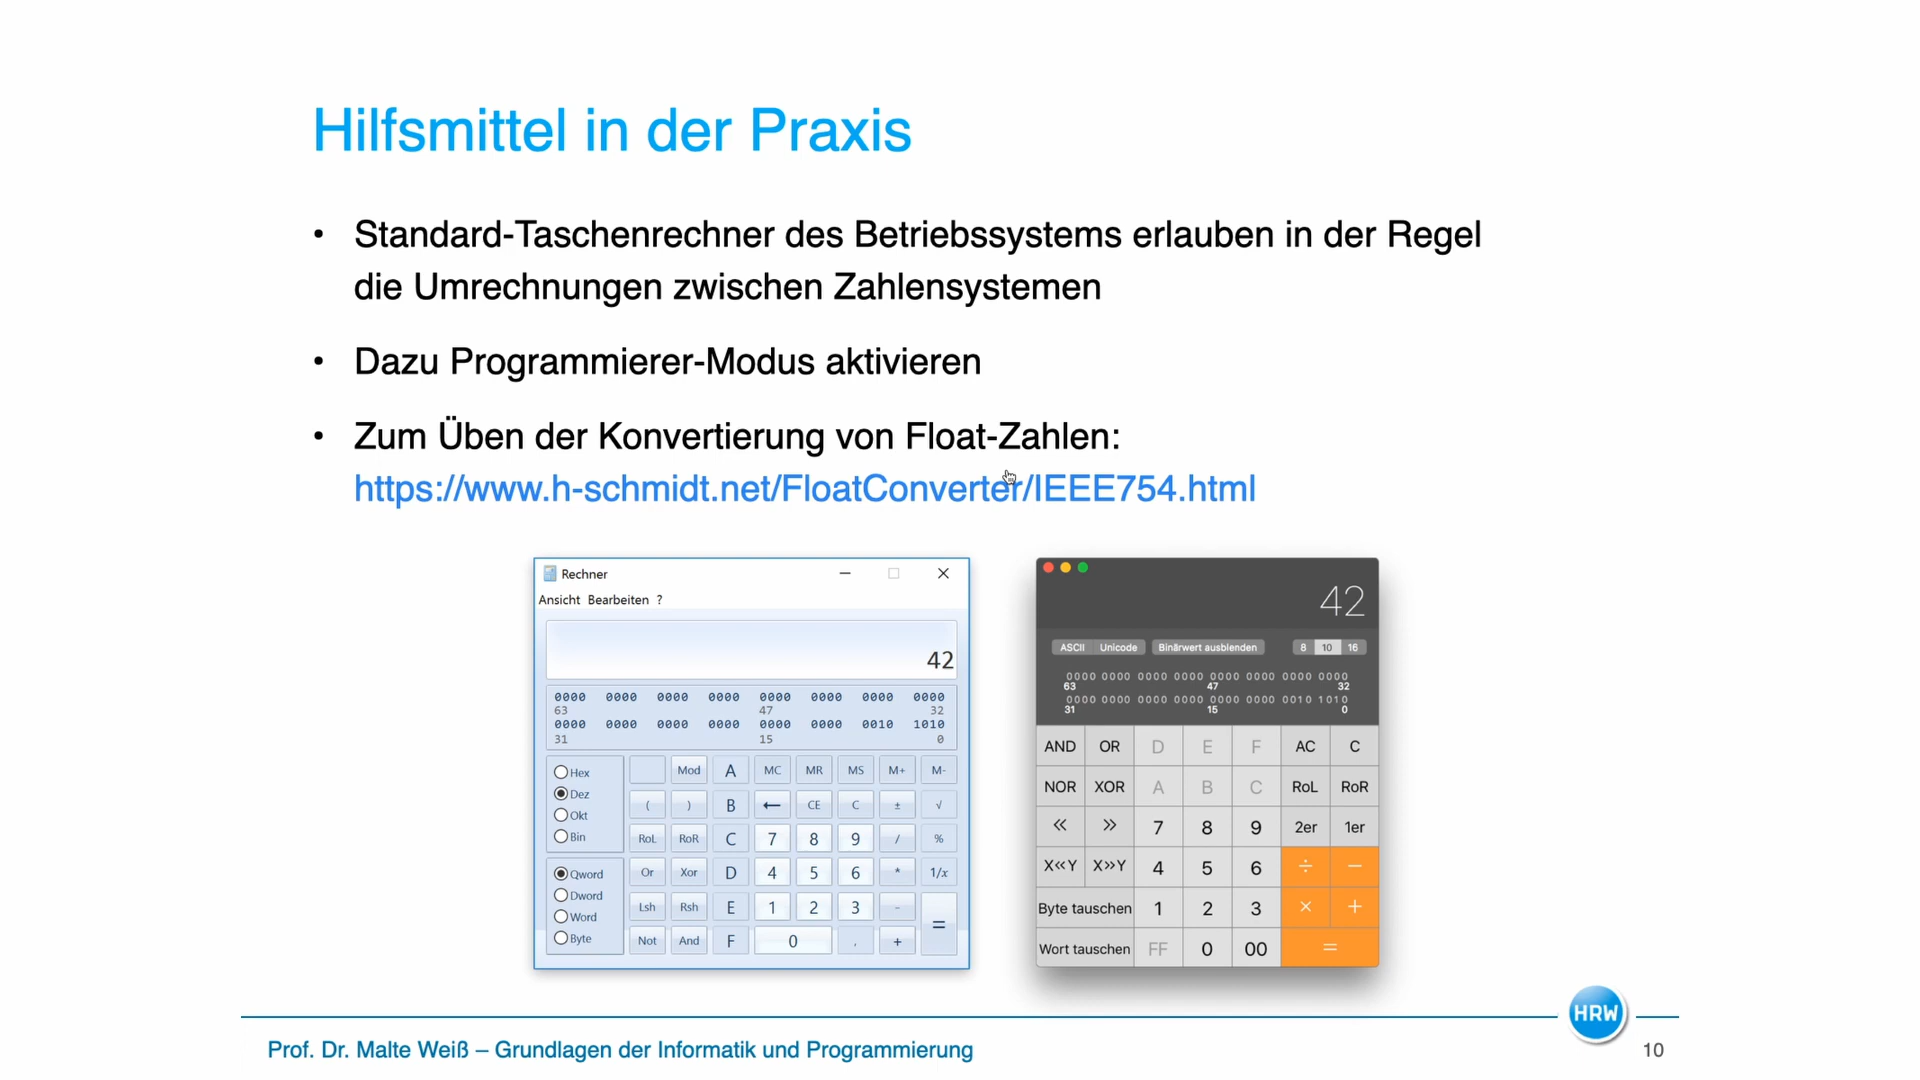 Hilfsmittel in der Praxis
• Standard-Taschenrechner des Betriebssystems erlauben in der Regel
die Umrechnungen zwischen Zahlensystemen
• Dazu Programmierer-Modus aktivieren
• Zum Üben der Konvertierung von Float-Zahlen:
https://www.h-schmidt.net/FloatConverter/IEEE754.html
Rechner
Ansicht Bearbeiten ?
42
0000 0000 0000 0000 0000 0000 0000 0000
63 47 32
0000 0000 0000 0000 0000 0000 0010 1010
31 15 0
Hex
Dez
Okt
Bin
Qword
Dword
Word
Byte
Mod A MC MR MS M+ M-
( ) B ← CE C ± √
RoL RoR C 7 8 9 / %
Or Xor D 4 5 6 * 1/x
Lsh Rsh E 1 2 3 - =
Not And F 0 , +
42
ASCII Unicode Binärwert ausblenden 8 10 16
0000 0000 0000 0000 0000 0000 0000 0000
63 47 32
0000 0000 0000 0000 0000 0000 0010 1010
31 15 0
AND OR D E F AC C
NOR XOR A B C RoL RoR
« » 7 8 9 2er 1er
X«Y X»Y 4 5 6 ÷ −
Byte tauschen 1 2 3 × +
Wort tauschen FF 0 00 =
HRW
Prof. Dr. Malte Weiß – Grundlagen der Informatik und Programmierung
10